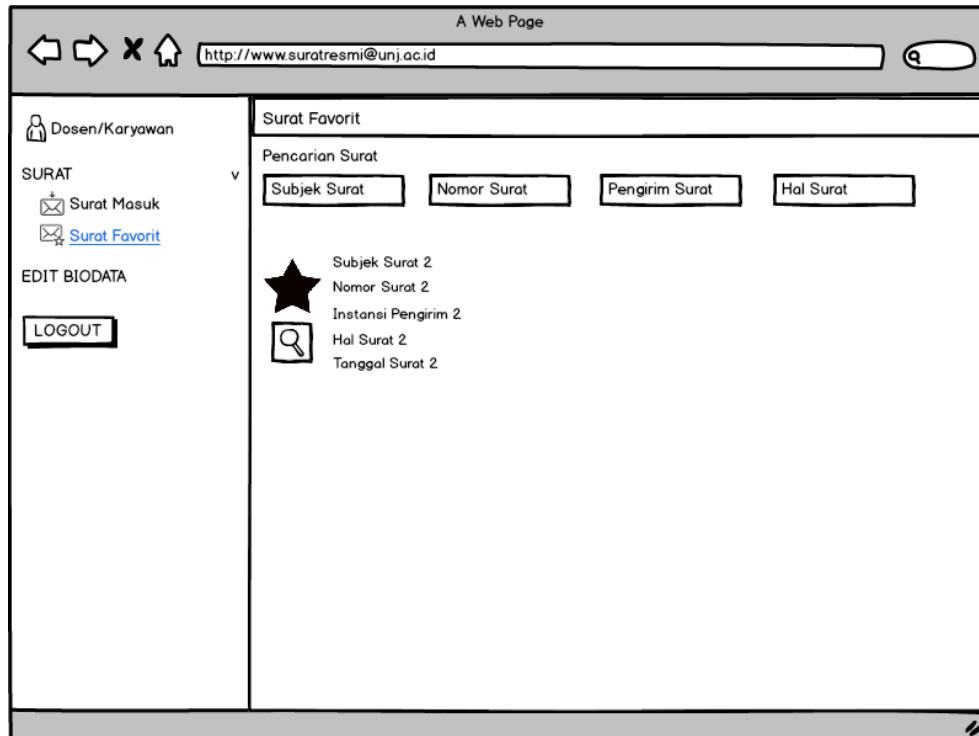 A Web Page
http://www.suratresmi@unj.ac.id
Dosen/Karyawan
SURAT v
Surat Masuk
Surat Favorit
EDIT BIODATA
LOGOUT
Surat Favorit
Pencarian Surat
Subjek Surat Nomor Surat Pengirim Surat Hal Surat
Subjek Surat 2
Nomor Surat 2
Instansi Pengirim 2
Hal Surat 2
Tanggal Surat 2